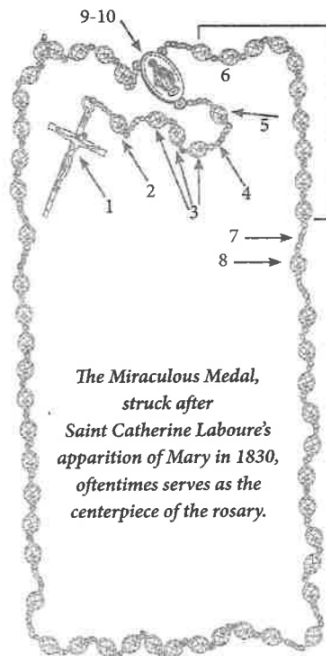 9-10
6
5
4
3
2
1
7
8
The Miraculous Medal,
struck after
Saint Catherine Laboure's
apparition of Mary in 1830,
oftentimes serves as the
centerpiece of the rosary.